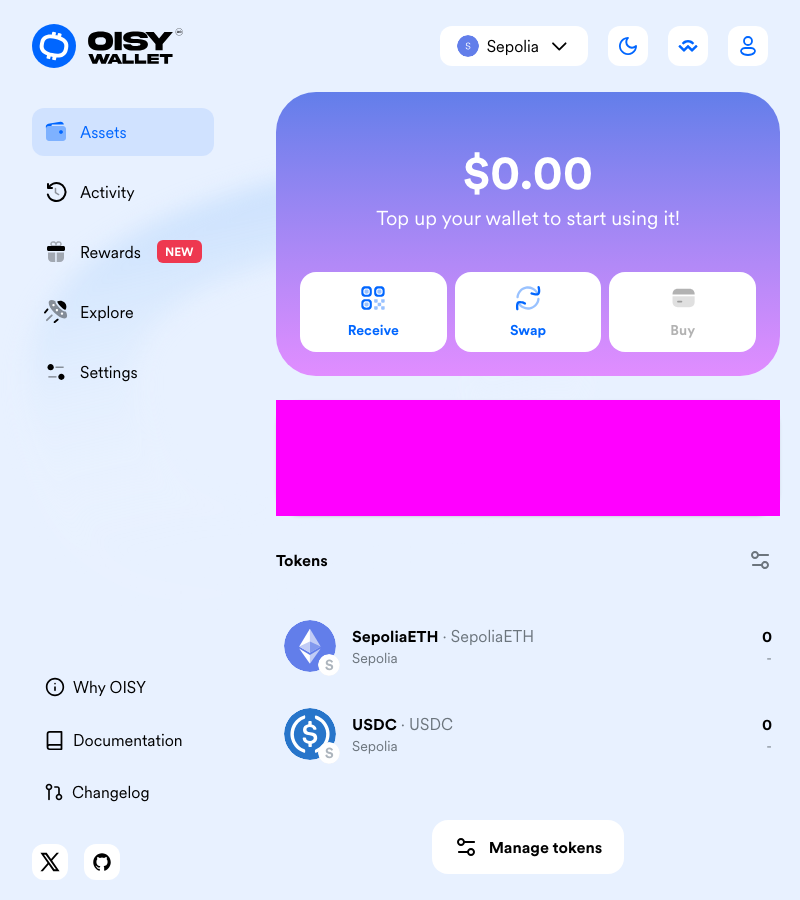 OISY
WALLET
S Sepolia
Assets
Activity
Rewards NEW
Explore
Settings
$0.00
Top up your wallet to start using it!
Receive Swap Buy
Tokens
SepoliaETH · SepoliaETH 0
S Sepolia -
USDC · USDC 0
$ S Sepolia -
Why OISY
Documentation
Changelog
Manage tokens